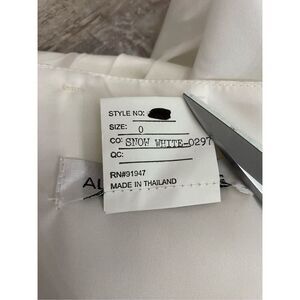 STYLE NO:
SIZE: 0
CO: SNOW WHITE-0297
QC:
RN#91947
MADE IN THAILAND